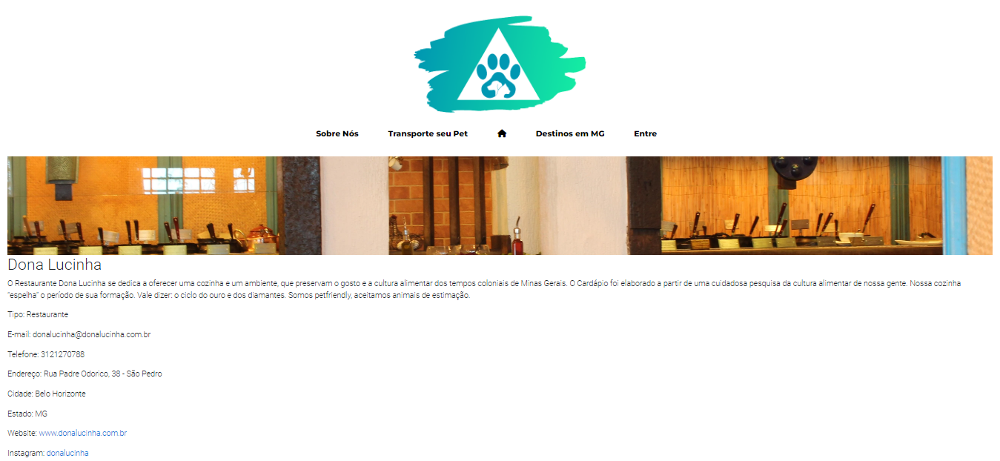 Sobre Nós Transporte seu Pet Destinos em MG Entre
Dona Lucinha
O Restaurante Dona Lucinha se dedica a oferecer uma cozinha e um ambiente, que preservam o gosto e a cultura alimentar dos tempos coloniais de Minas Gerais. O Cardápio foi elaborado a partir de uma cuidadosa pesquisa da cultura alimentar de nossa gente. Nossa cozinha
"espelha" o período de sua formação. Vale dizer: o ciclo do ouro e dos diamantes. Somos petfriendly, aceitamos animais de estimação.
Tipo: Restaurante
E-mail: donalucinha@donalucinha.com.br
Telefone: 3121270788
Endereço: Rua Padre Odorico, 38 - São Pedro
Cidade: Belo Horizonte
Estado: MG
Website: www.donalucinha.com.br
Instagram: donalucinha